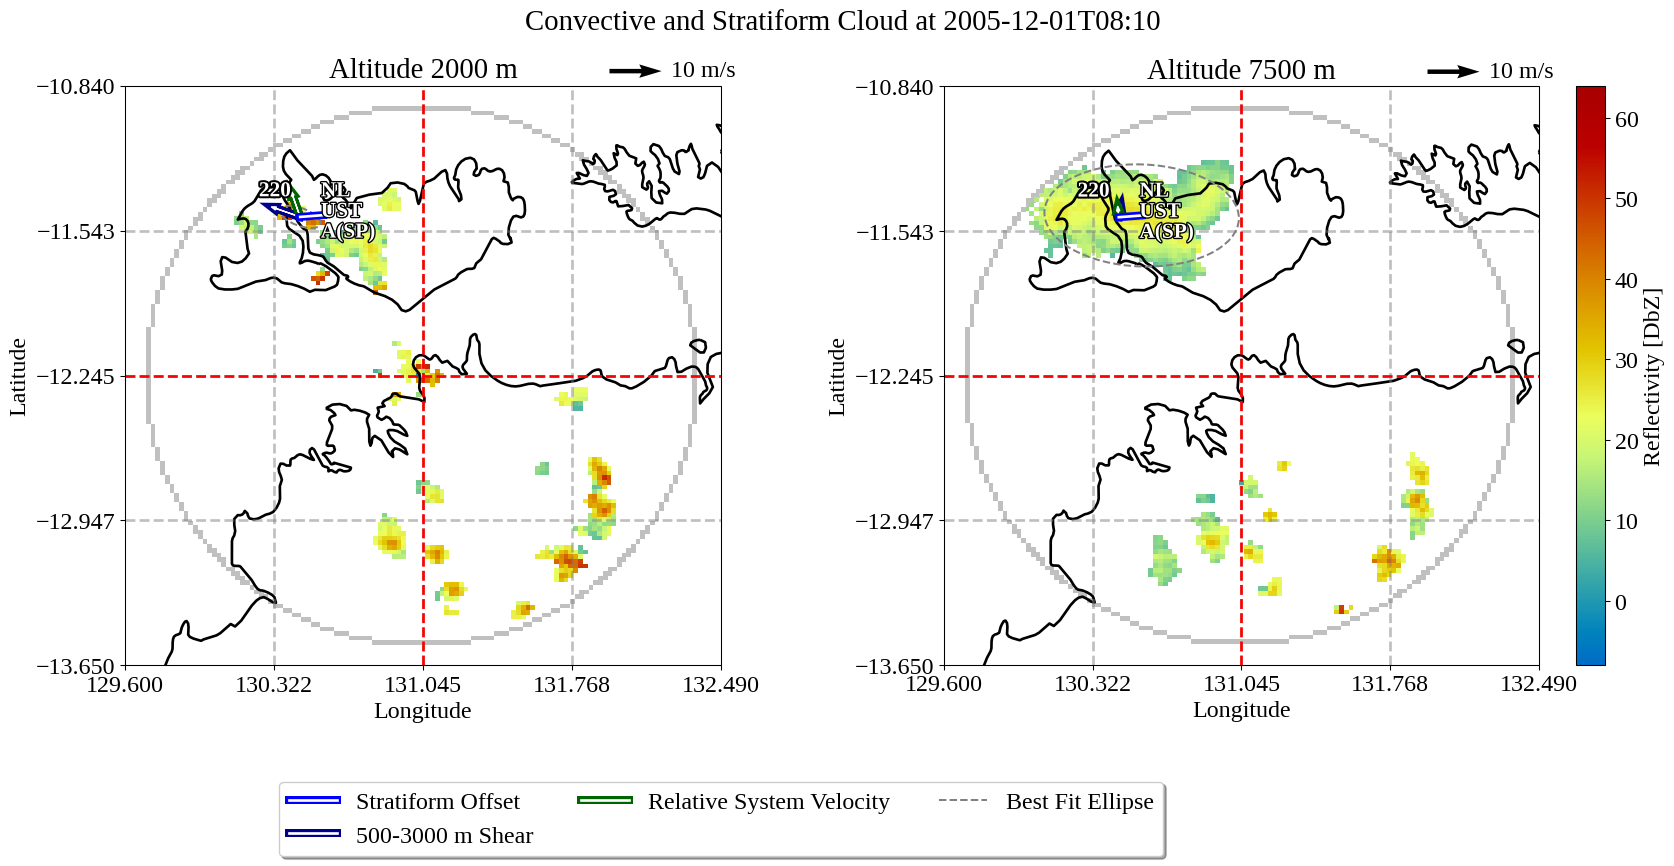 Convective and Stratiform Cloud at 2005-12-01T08:10
Altitude 2000 m
10 m/s
Altitude 7500 m
10 m/s
−10.840
−11.543
−12.245
−12.947
−13.650
Latitude
129.600
130.322
131.045
131.768
132.490
Longitude
220
NL
UST
A(SP)
−10.840
−11.543
−12.245
−12.947
−13.650
Latitude
129.600
130.322
131.045
131.768
132.490
Longitude
220
NL
UST
A(SP)
60
50
40
30
20
10
0
Reflectivity [DbZ]
Stratiform Offset
500-3000 m Shear
Relative System Velocity
Best Fit Ellipse